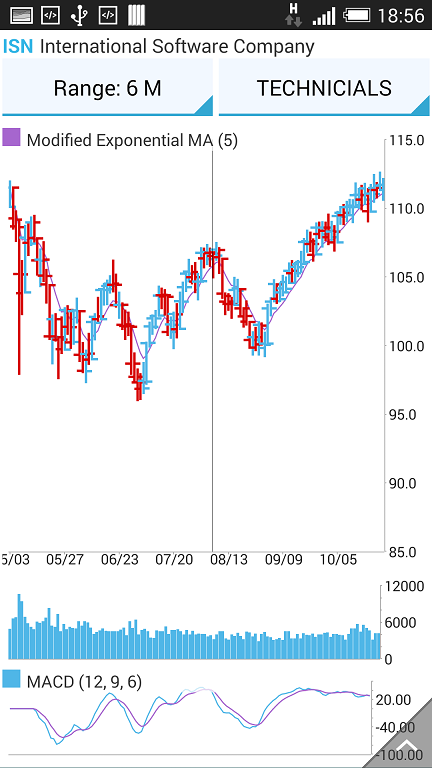 H 18:56
ISN International Software Company
Range: 6 M TECHNICIALS
Modified Exponential MA (5)
115.0
110.0
105.0
100.0
95.0
90.0
85.0
5/03 05/27 06/23 07/20 08/13 09/09 10/05
12000
6000
0
MACD (12, 9, 6)
20.00
-40.00
-100.00